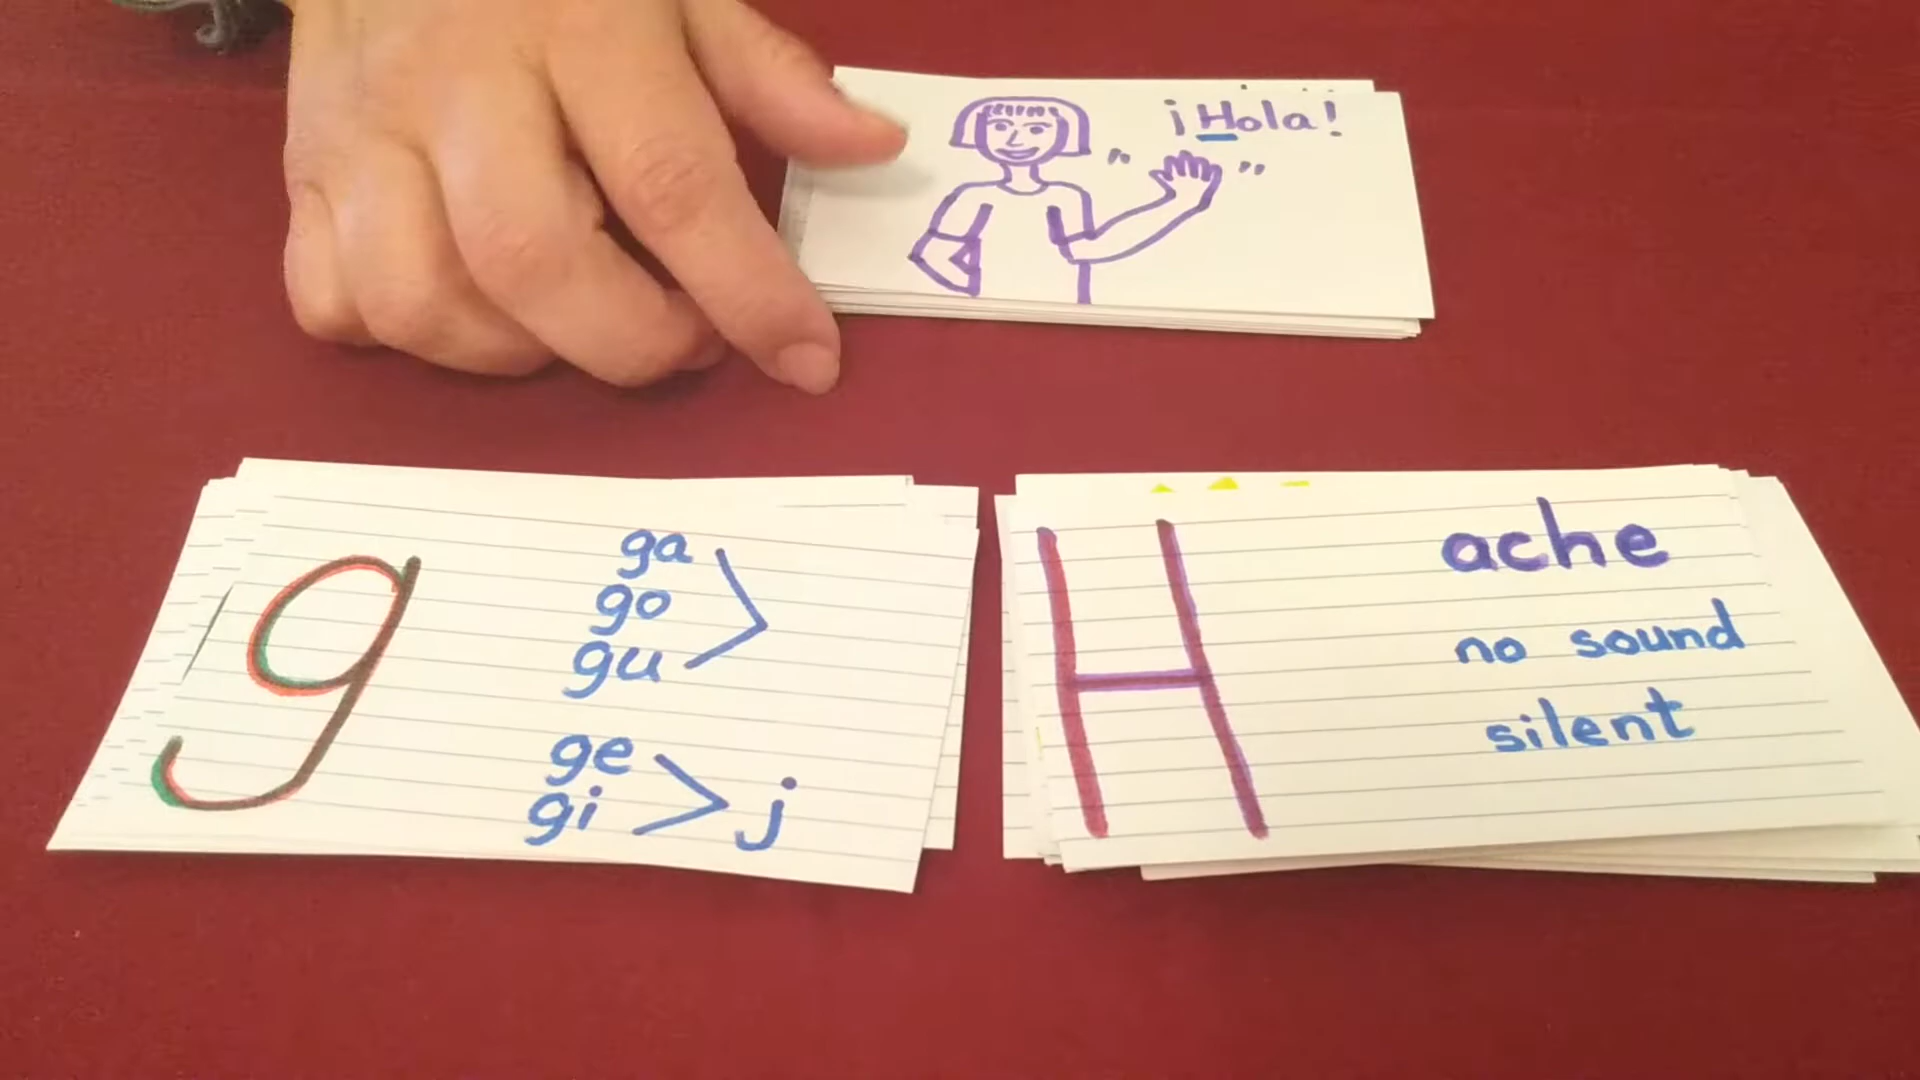 ¡Hola!
" "
g
ga
go
gu
>
ge
gi
> j
H
ache
no sound
silent